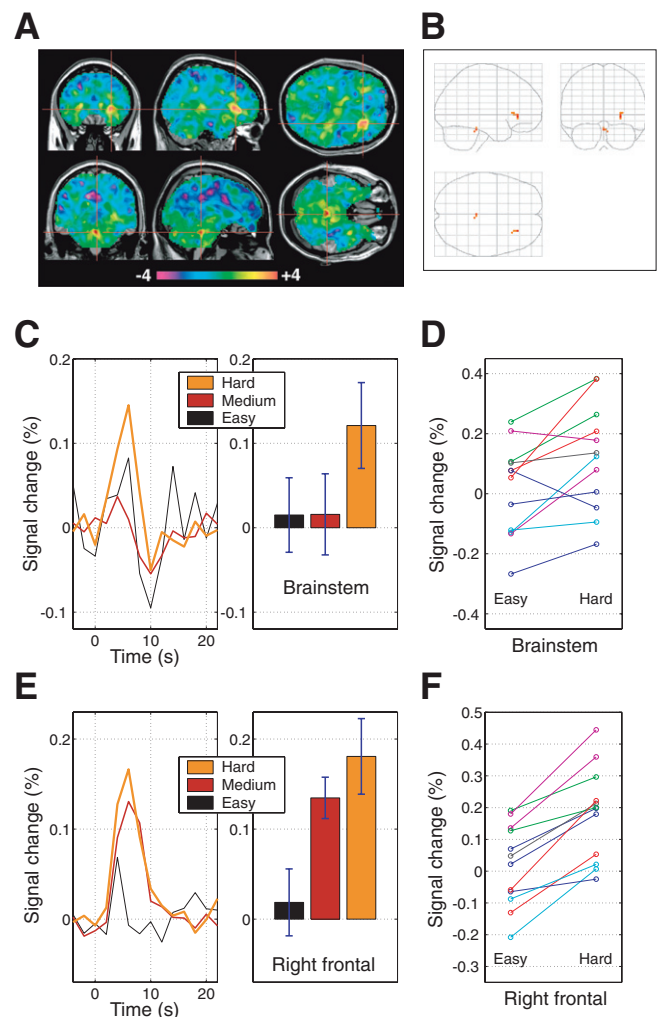 A
B
-4
+4
C
Signal change (%)
0.2
0.1
0
-0.1
0
10
20
Time (s)
Hard
Medium
Easy
0.2
0.1
0
-0.1
Brainstem
D
Signal change (%)
0.4
0.2
0
-0.2
-0.4
Easy
Hard
Brainstem
E
Signal change (%)
0.2
0.1
0
0
10
20
Time (s)
Hard
Medium
Easy
0.2
0.1
0
Right frontal
F
Signal change (%)
0.5
0.4
0.3
0.2
0.1
0
-0.1
-0.2
-0.3
Easy
Hard
Right frontal